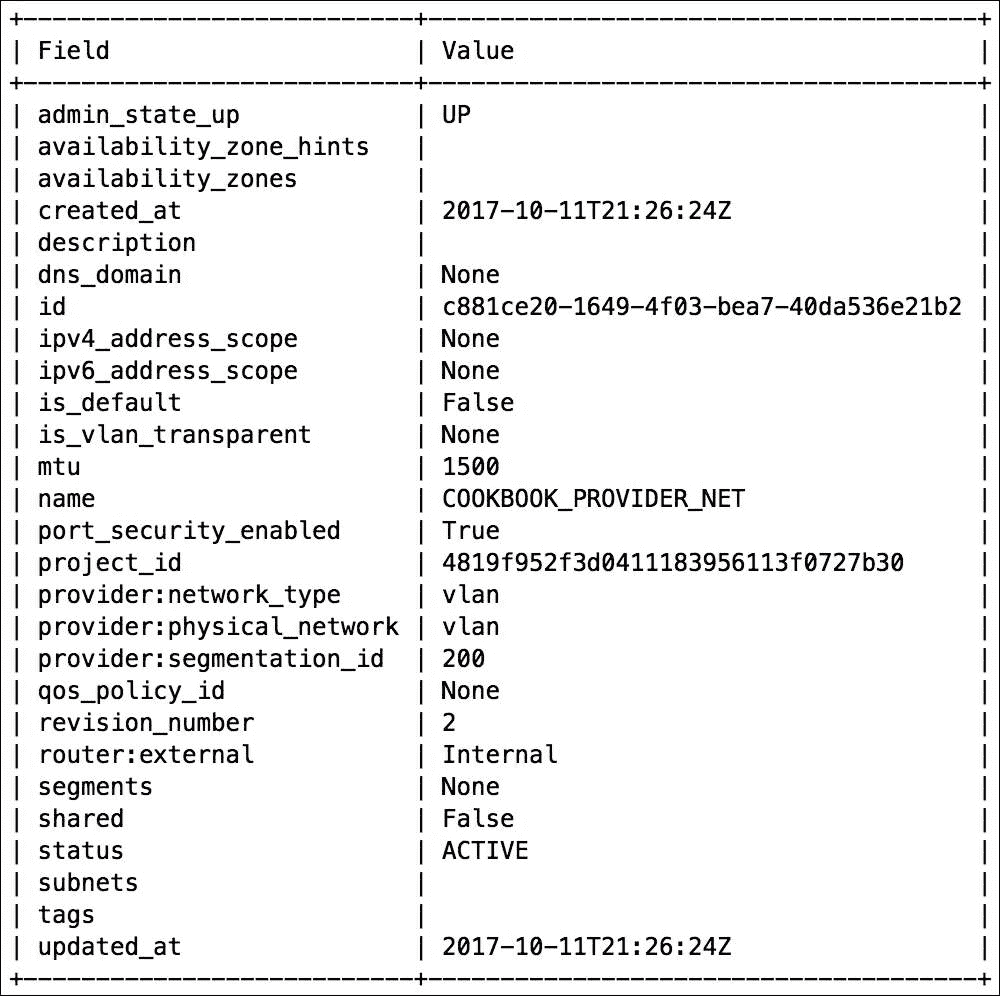 +----------------------------+--------------------------------------+
| Field                      | Value                                |
+----------------------------+--------------------------------------+
| admin_state_up             | UP                                   |
| availability_zone_hints    |                                      |
| availability_zones         |                                      |
| created_at                 | 2017-10-11T21:26:24Z                 |
| description                |                                      |
| dns_domain                 | None                                 |
| id                         | c881ce20-1649-4f03-bea7-40da536e21b2 |
| ipv4_address_scope         | None                                 |
| ipv6_address_scope         | None                                 |
| is_default                 | False                                |
| is_vlan_transparent        | None                                 |
| mtu                        | 1500                                 |
| name                       | COOKBOOK_PROVIDER_NET                |
| port_security_enabled      | True                                 |
| project_id                 | 4819f952f3d0411183956113f0727b30     |
| provider:network_type      | vlan                                 |
| provider:physical_network  | vlan                                 |
| provider:segmentation_id   | 200                                  |
| qos_policy_id              | None                                 |
| revision_number            | 2                                    |
| router:external            | Internal                             |
| segments                   | None                                 |
| shared                     | False                                |
| status                     | ACTIVE                               |
| subnets                    |                                      |
| tags                       |                                      |
| updated_at                 | 2017-10-11T21:26:24Z                 |
+----------------------------+--------------------------------------+